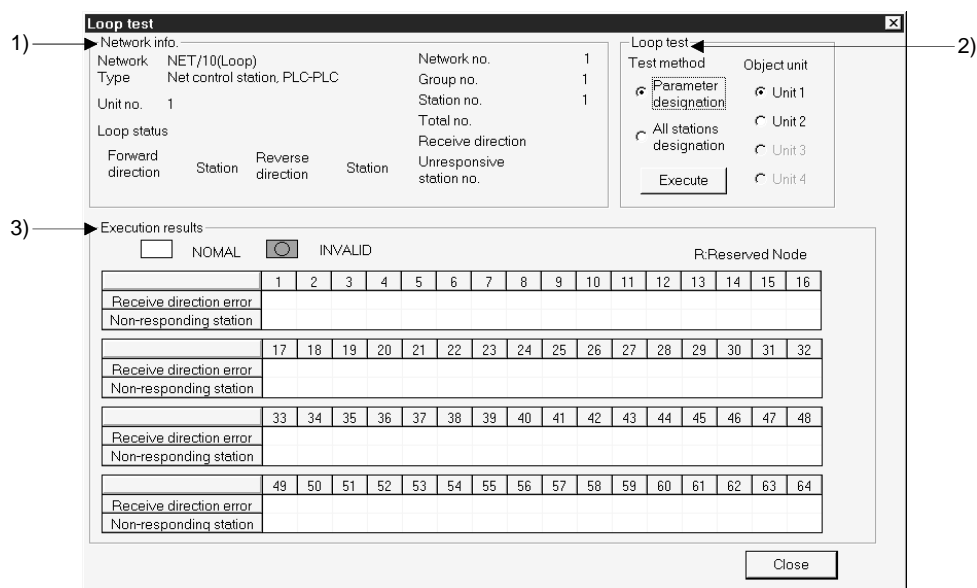 Loop test
1)
Network info.
Network NET/10(Loop)
Type Net control station, PLC-PLC
Unit no. 1
Loop status
Forward direction Station Reverse direction Station
Network no. 1
Group no. 1
Station no. 1
Total no.
Receive direction
Unresponsive
station no.
2)
Loop test
Test method Object unit
Parameter designation Unit 1
Unit 2
All stations designation Unit 3
Execute Unit 4
3)
Execution results
NOMAL INVALID R:Reserved Node
1 2 3 4 5 6 7 8 9 10 11 12 13 14 15 16
Receive direction error
Non-responding station
17 18 19 20 21 22 23 24 25 26 27 28 29 30 31 32
Receive direction error
Non-responding station
33 34 35 36 37 38 39 40 41 42 43 44 45 46 47 48
Receive direction error
Non-responding station
49 50 51 52 53 54 55 56 57 58 59 60 61 62 63 64
Receive direction error
Non-responding station
Close